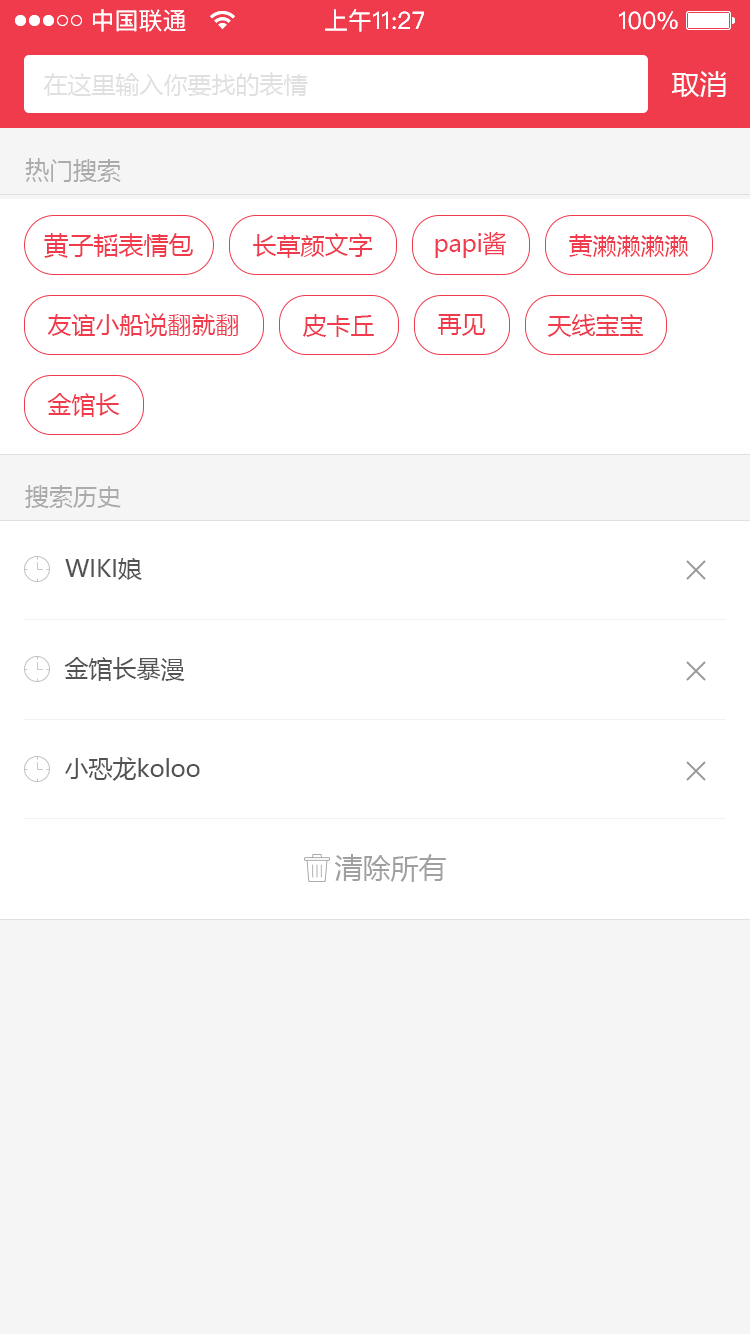 中国联通 上午11:27 100%
在这里输入你要找的表情 取消
热门搜索
黄子韬表情包 长草颜文字 papi酱 黄濑濑濑濑
友谊小船说翻就翻 皮卡丘 再见 天线宝宝
金馆长
搜索历史
WIKI娘
金馆长暴漫
小恐龙koloo
清除所有